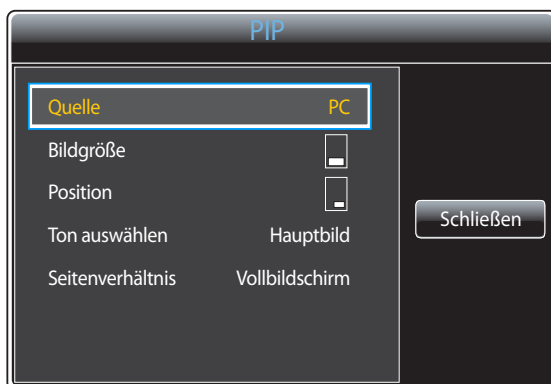 PIP
Quelle PC
Bildgröße
Position
Ton auswählen Hauptbild
Seitenverhältnis Vollbildschirm
Schließen